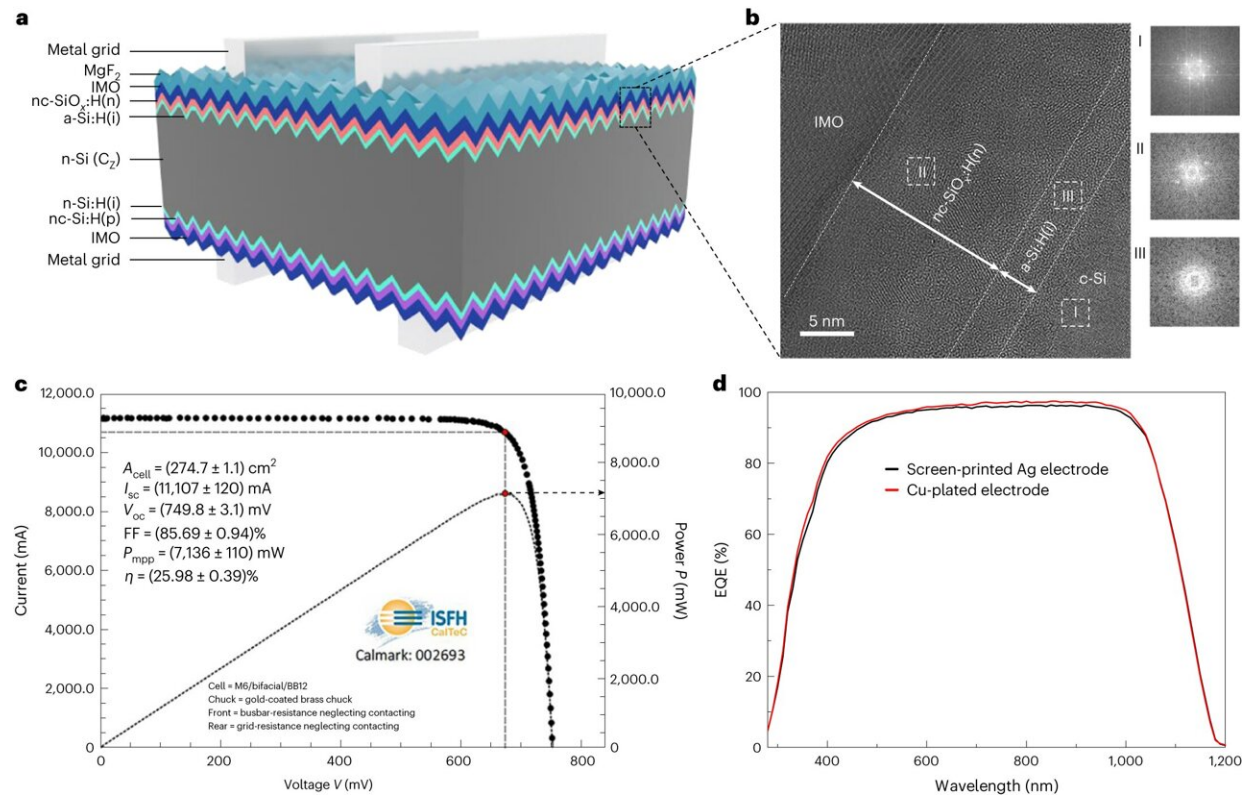 a
Metal grid
MgF₂
IMO
nc-SiOₓ:H(n)
a-Si:H(i)
n-Si (C_Z)
n-Si:H(i)
nc-Si:H(p)
IMO
Metal grid
b
IMO
II
nc-SiOₓ:H(n)
III
a-Si:H(i)
c-Si
I
5 nm
I
II
III
c
12,000.0
10,000.0
8,000.0
6,000.0
4,000.0
2,000.0
0
Current (mA)
A_cell = (274.7 ± 1.1) cm²
I_sc = (11,107 ± 120) mA
V_oc = (749.8 ± 3.1) mV
FF = (85.69 ± 0.94)%
P_mpp = (7,136 ± 110) mW
η = (25.98 ± 0.39)%
ISFH
CalTeC
Calmark: 002693
Cell = M6/bifacial/BB12
Chuck = gold-coated brass chuck
Front = busbar-resistance neglecting contacting
Rear = grid-resistance neglecting contacting
10,000.0
8,000.0
6,000.0
4,000.0
2,000.0
0
Power P (mW)
0
200
400
600
800
Voltage V (mV)
d
100
80
60
40
20
0
EQE (%)
Screen-printed Ag electrode
Cu-plated electrode
400
600
800
1,000
1,200
Wavelength (nm)